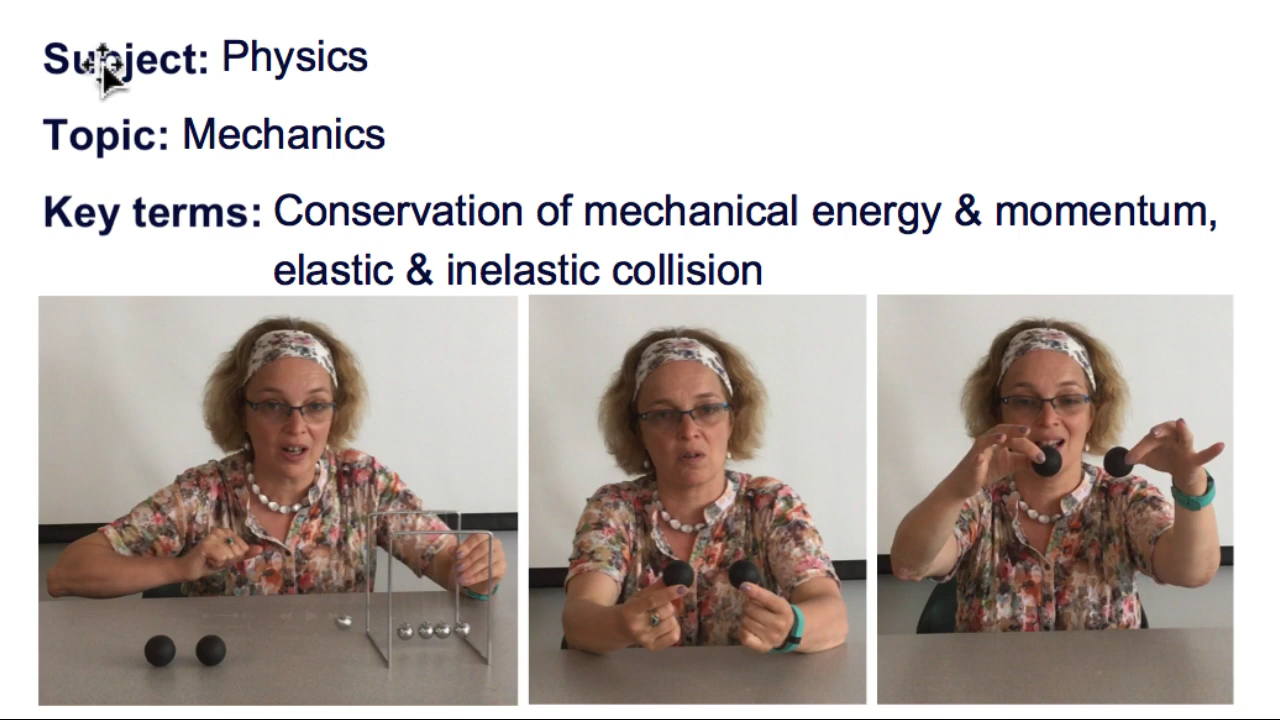 Subject: Physics
Topic: Mechanics
Key terms: Conservation of mechanical energy & momentum,
elastic & inelastic collision